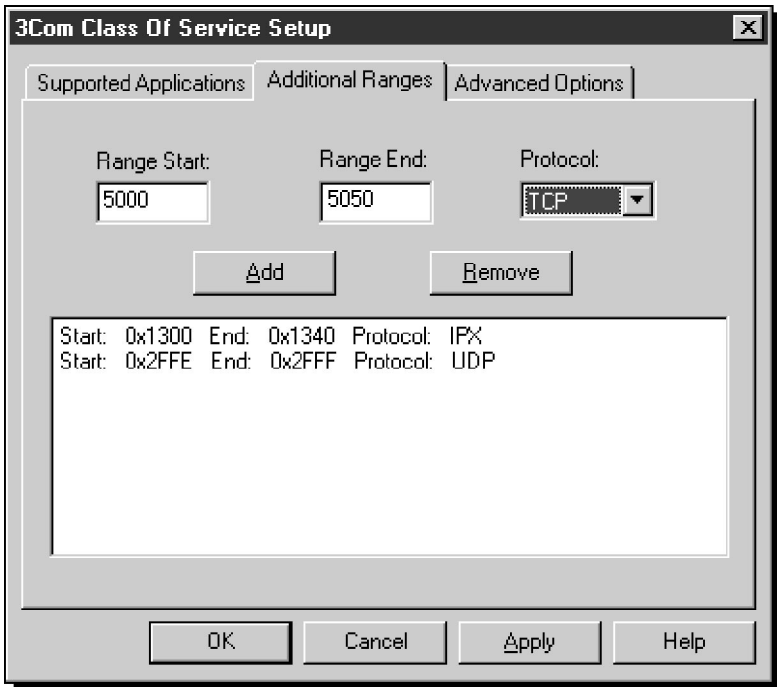 3Com Class Of Service Setup
Supported Applications Additional Ranges Advanced Options
Range Start: Range End: Protocol:
5000 5050 TCP
Add Remove
Start: 0x1300 End: 0x1340 Protocol: IPX
Start: 0x2FFE End: 0x2FFF Protocol: UDP
OK Cancel Apply Help